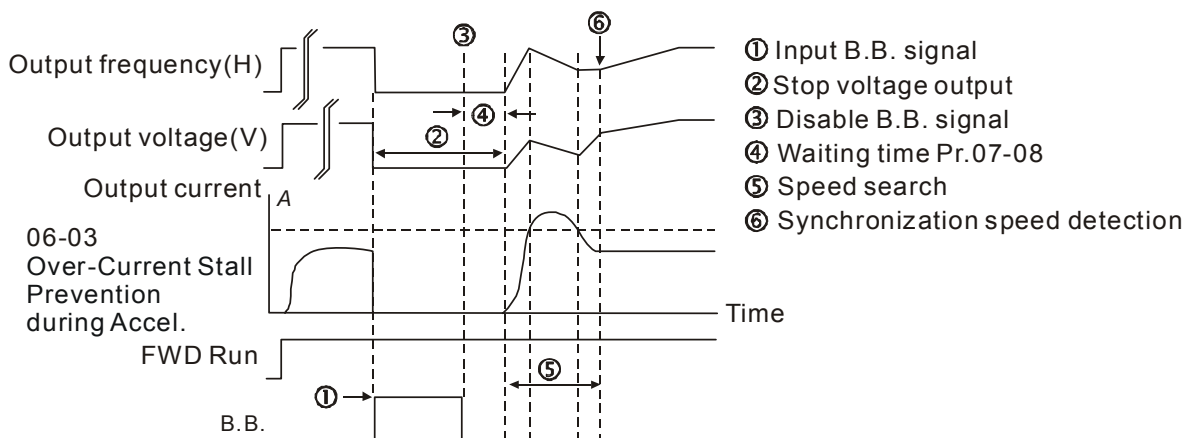 Output frequency(H)
Output voltage(V)
Output current
A
06-03
Over-Current Stall
Prevention
during Accel.
FWD Run
B.B.
Time
③
⑥
④
②
⑤
①
① Input B.B. signal
② Stop voltage output
③ Disable B.B. signal
④ Waiting time Pr.07-08
⑤ Speed search
⑥ Synchronization speed detection